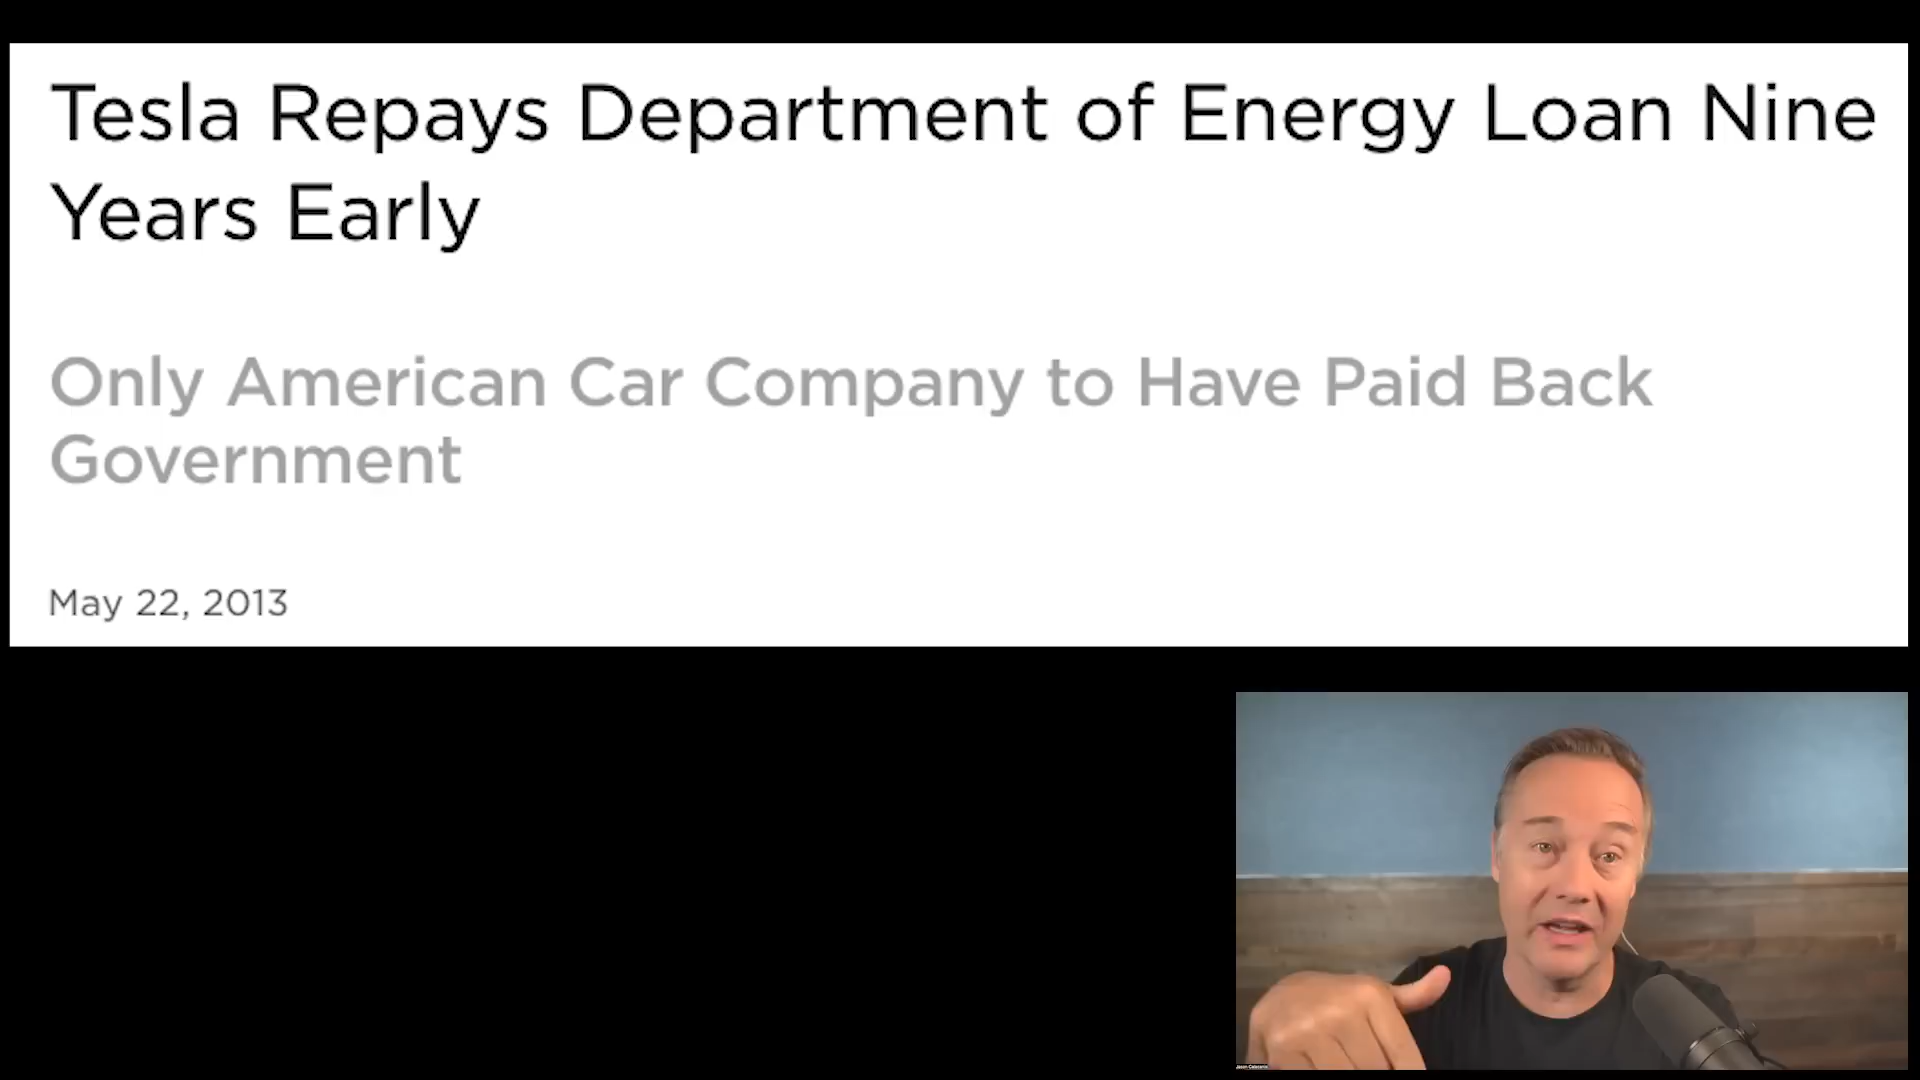 Tesla Repays Department of Energy Loan Nine
Years Early
Only American Car Company to Have Paid Back
Government
May 22, 2013